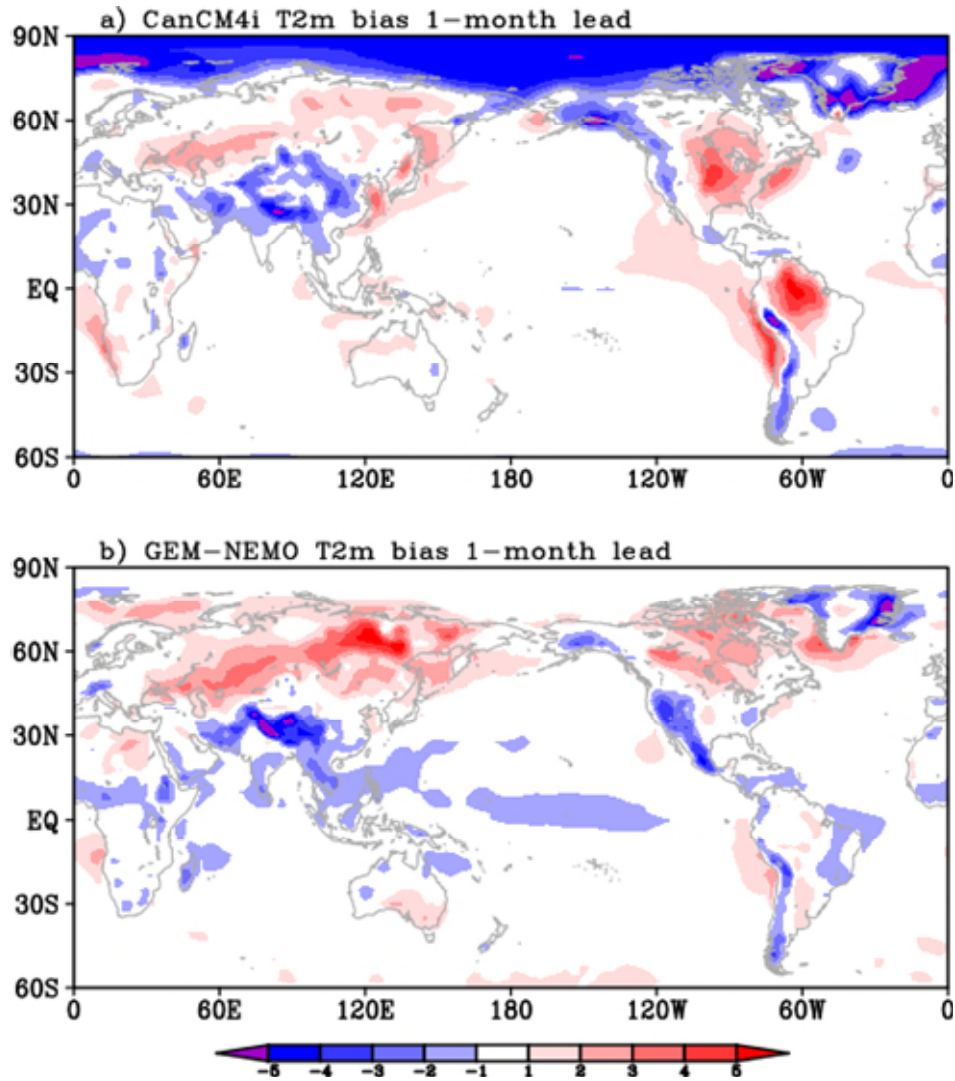 a) CanCM4i T2m bias 1-month lead
90N
60N
30N
EQ
30S
60S
0 60E 120E 180 120W 60W 0
b) GEM-NEMO T2m bias 1-month lead
90N
60N
30N
EQ
30S
60S
0 60E 120E 180 120W 60W 0
-5 -4 -3 -2 -1 1 2 3 4 5